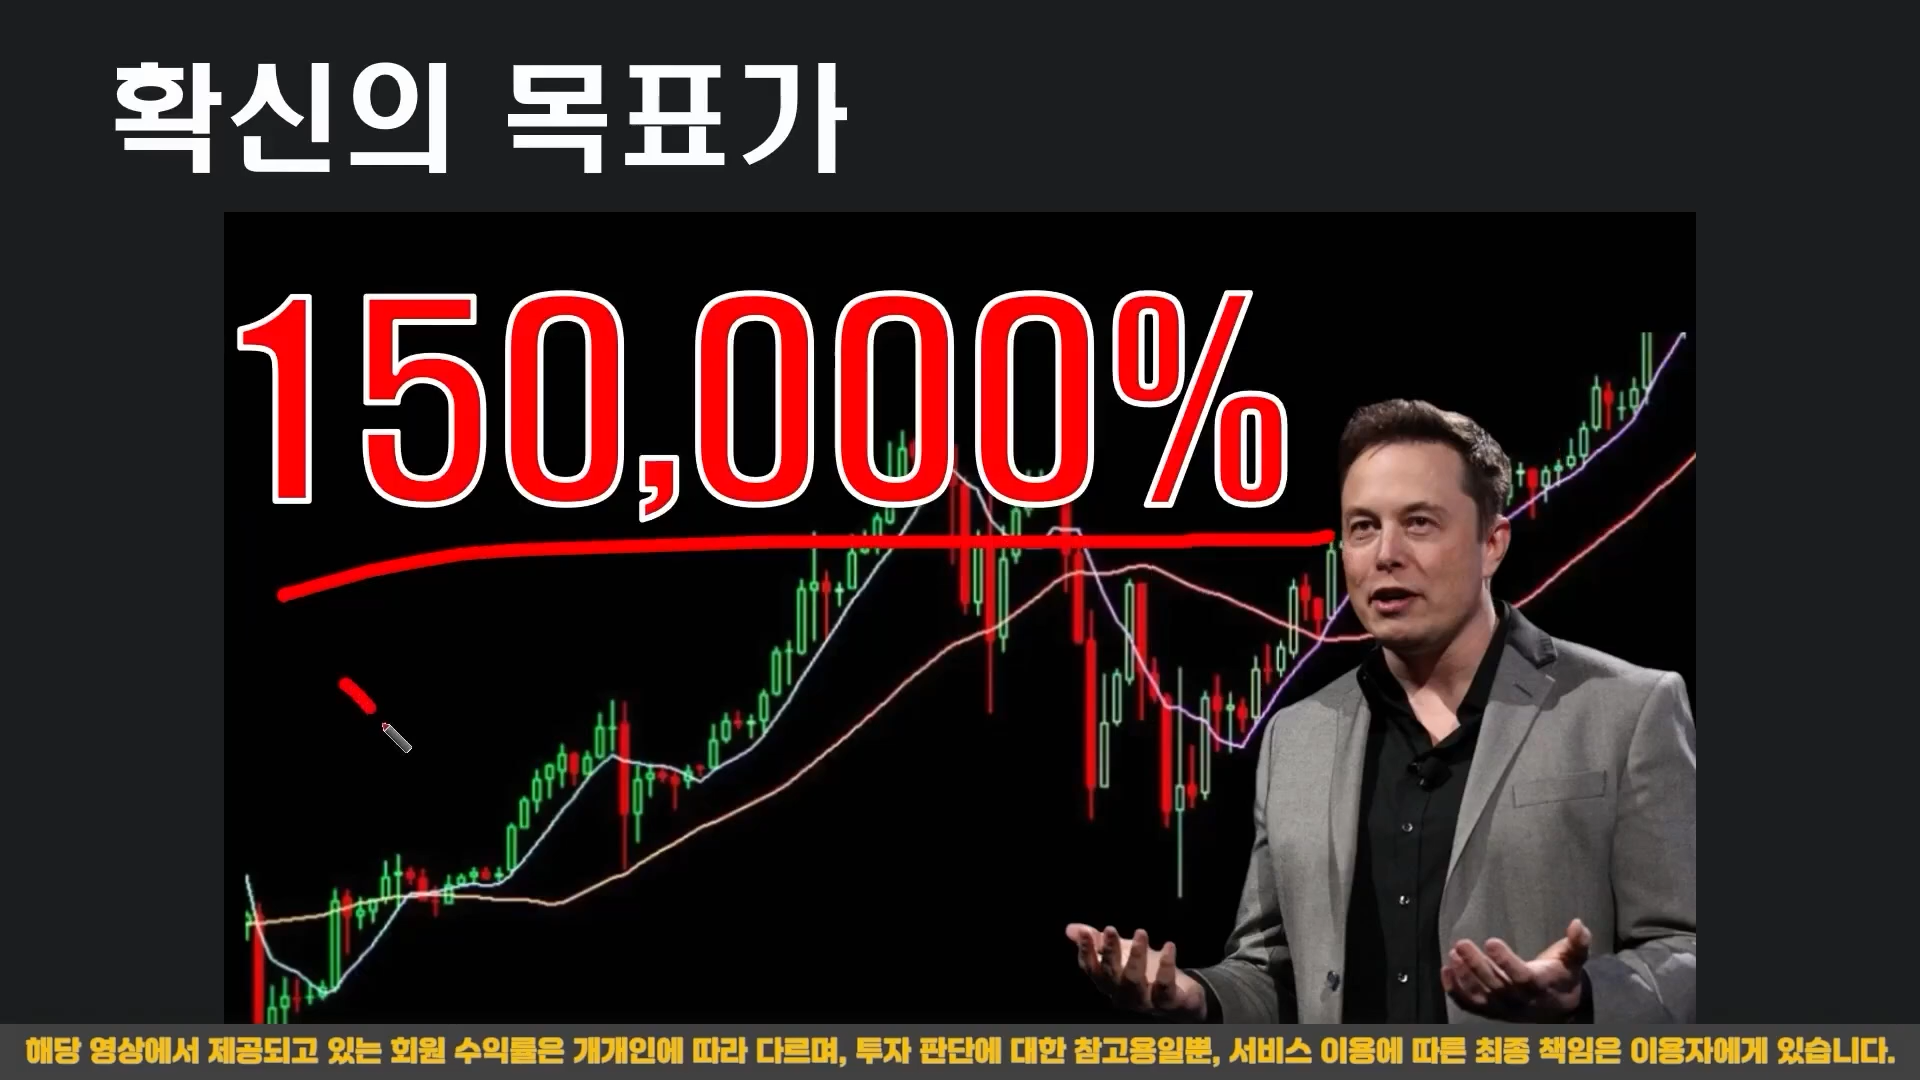 확신의 목표가
150,000%
해당 영상에서 제공되고 있는 회원 수익률은 개개인에 따라 다르며, 투자 판단에 대한 참고용일뿐, 서비스 이용에 따른 최종 책임은 이용자에게 있습니다.